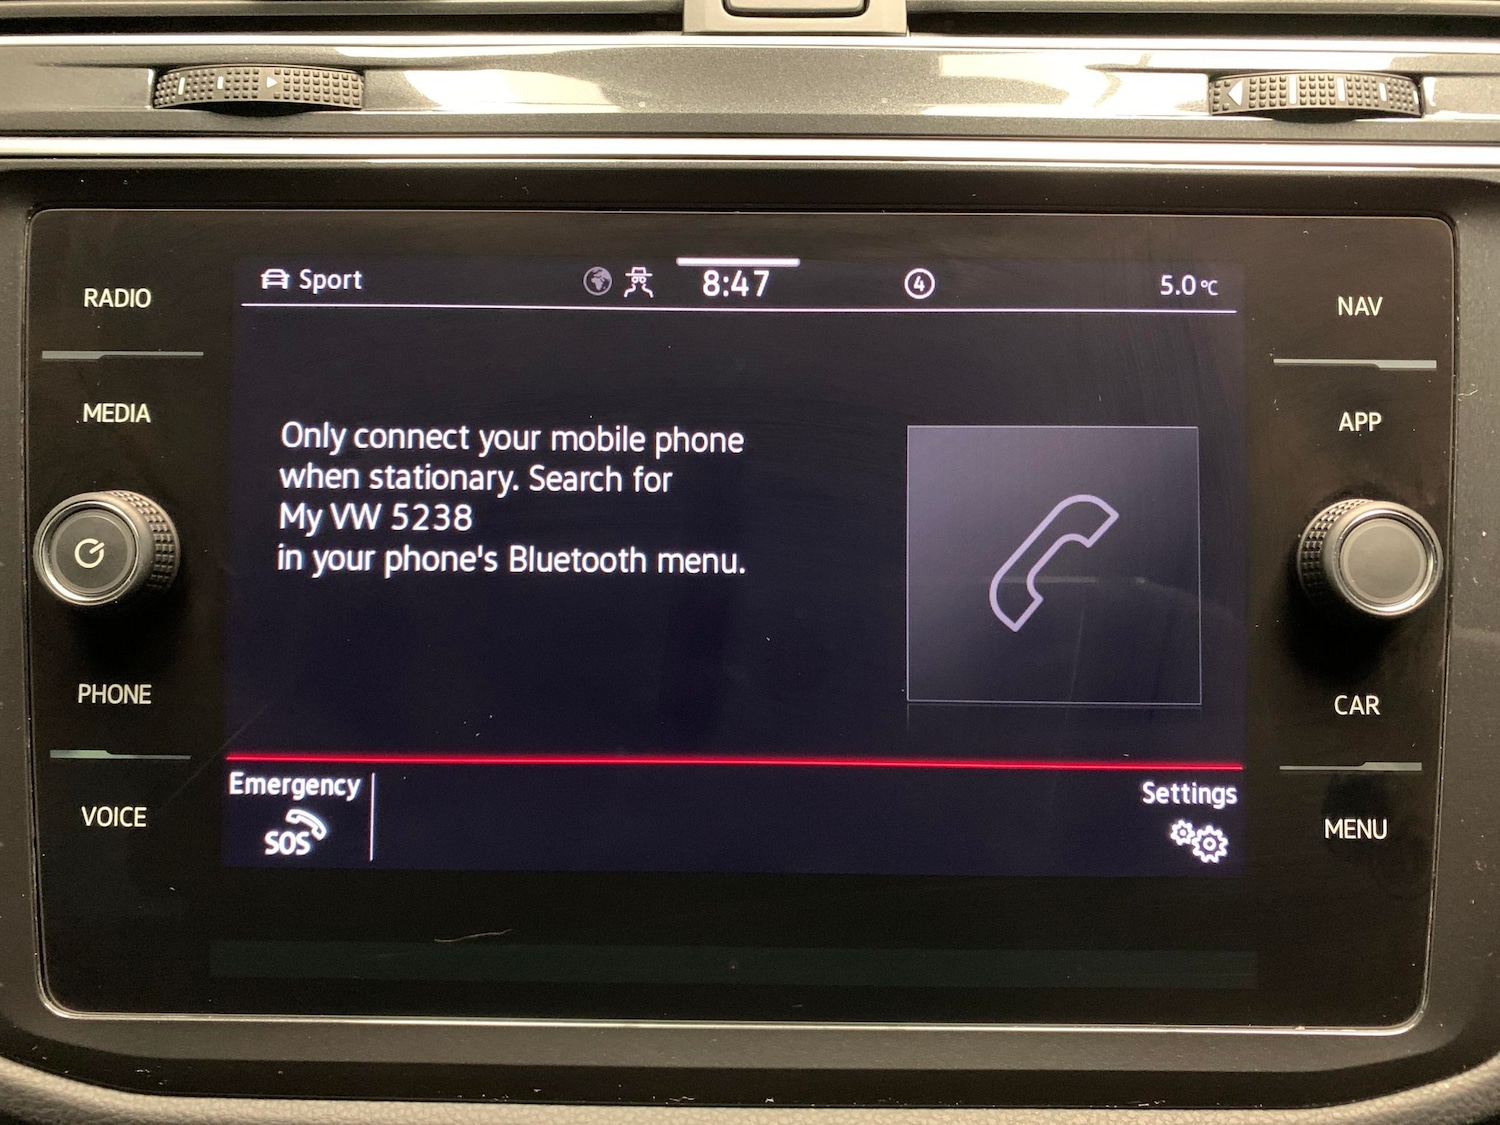 RADIO
MEDIA
PHONE
VOICE
Sport
8:47
4
5.0 °C
Only connect your mobile phone
when stationary. Search for
My VW 5238
in your phone's Bluetooth menu.
Emergency
SOS
Settings
NAV
APP
CAR
MENU